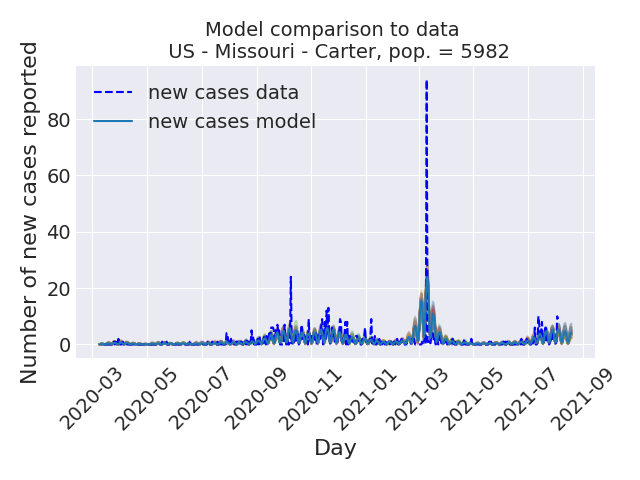 Model comparison to data
US - Missouri - Carter, pop. = 5982
new cases data
new cases model
Number of new cases reported
80
60
40
20
0
2020-03
2020-05
2020-07
2020-09
2020-11
2021-01
2021-03
2021-05
2021-07
2021-09
Day